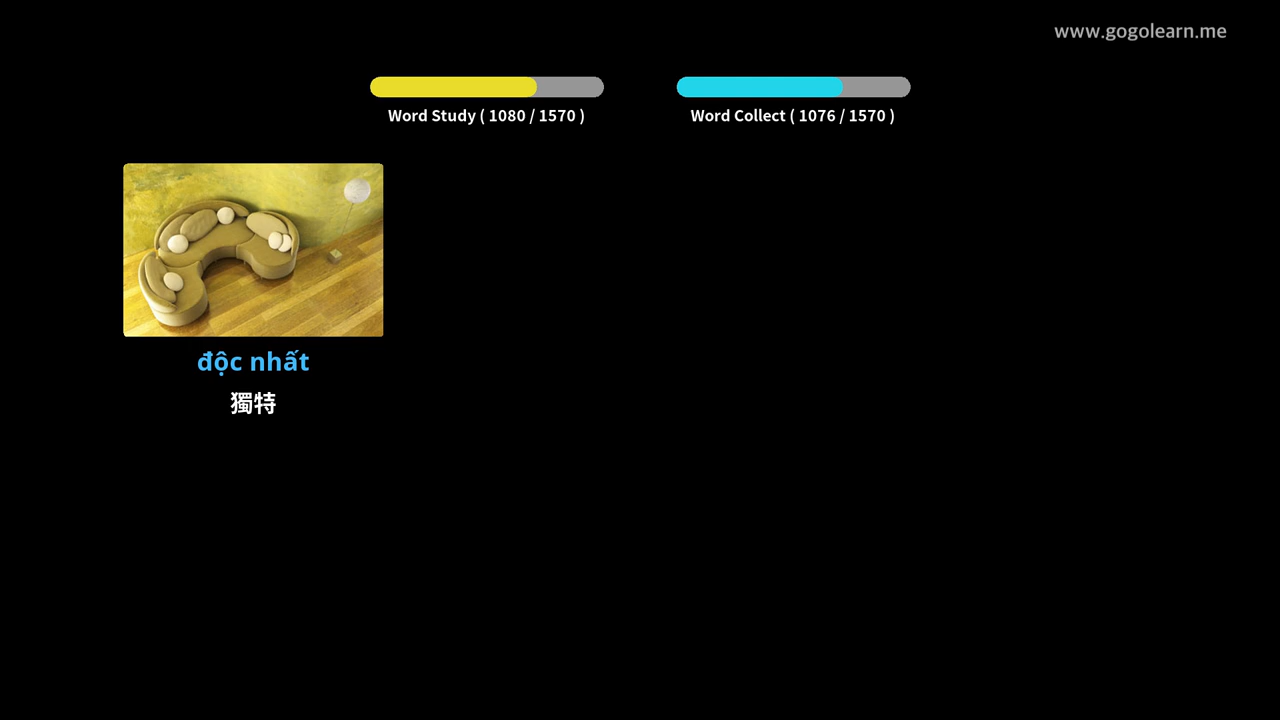 www.gogolearn.me
Word Study ( 1080 / 1570 )
Word Collect ( 1076 / 1570 )
độc nhất
獨特